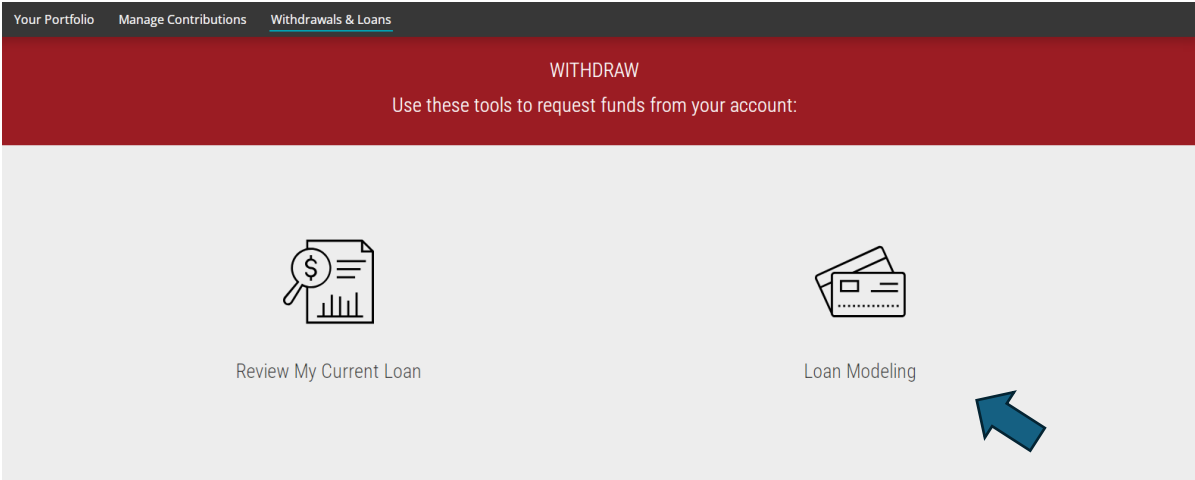 Your Portfolio Manage Contributions Withdrawals & Loans
WITHDRAW
Use these tools to request funds from your account:
$
Review My Current Loan Loan Modeling